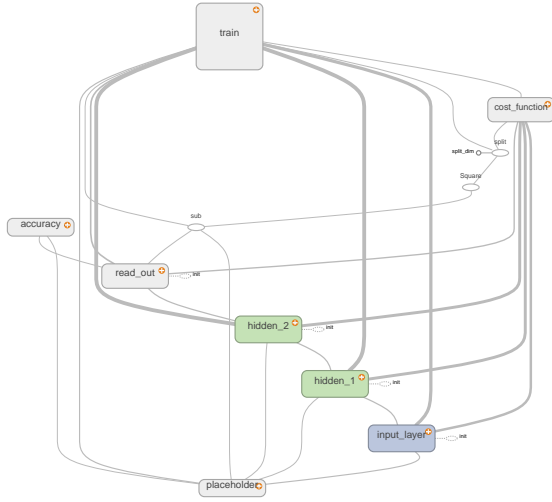 train
cost_function
split
split_dim
Square
sub
accuracy
read_out
init
hidden_2
init
hidden_1
init
input_layer
init
placeholder